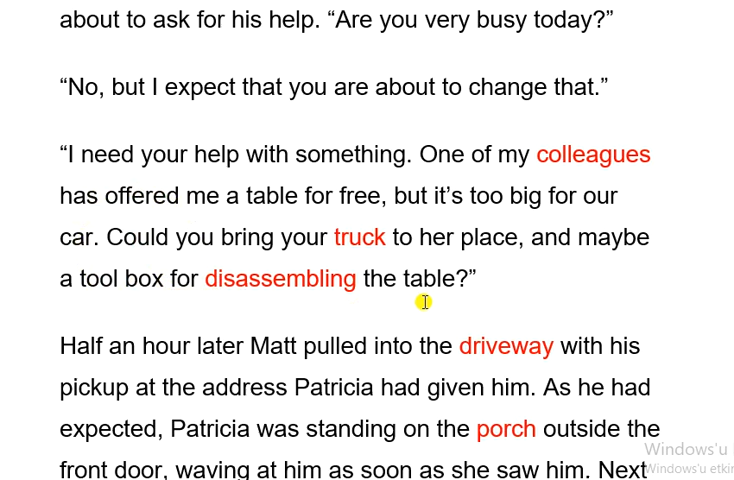 about to ask for his help. “Are you very busy today?”
“No, but I expect that you are about to change that.”
“I need your help with something. One of my colleagues
has offered me a table for free, but it’s too big for our
car. Could you bring your truck to her place, and maybe
a tool box for disassembling the table?”
Half an hour later Matt pulled into the driveway with his
pickup at the address Patricia had given him. As he had
expected, Patricia was standing on the porch outside the
front door, waving at him as soon as she saw him. Next
Windows'u
Windows'u etkin